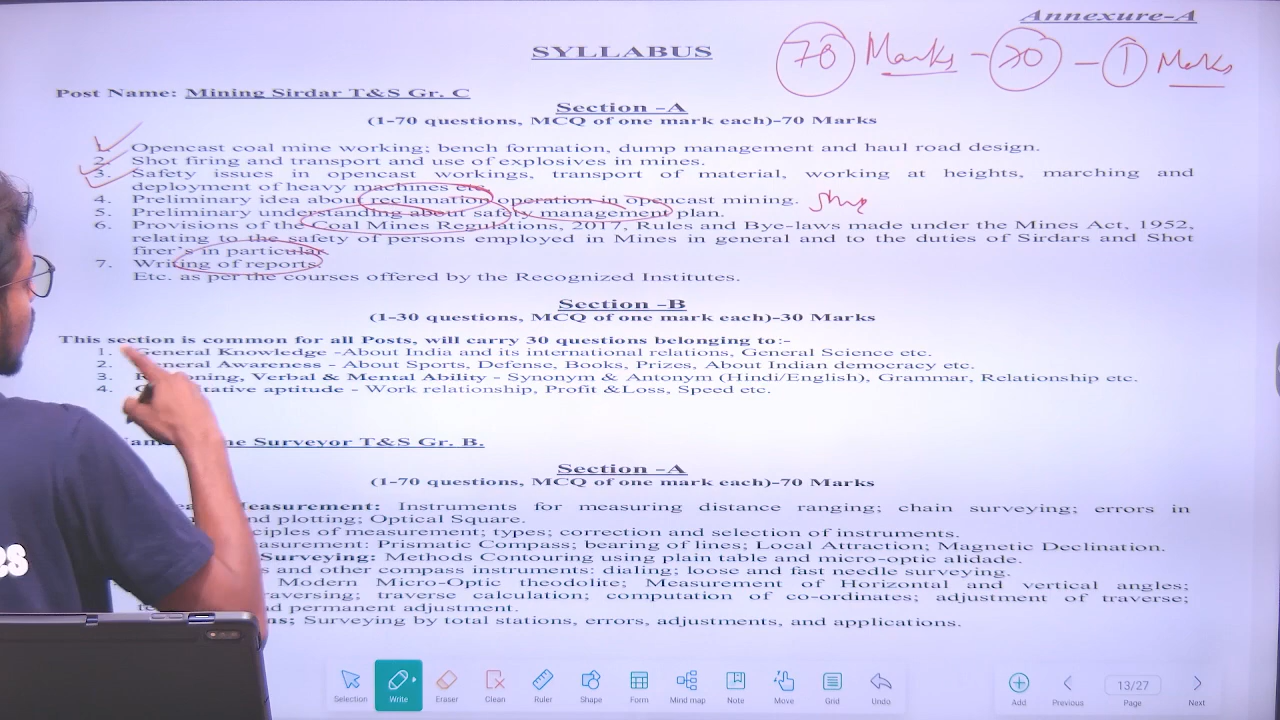 Annexure-A
SYLLABUS
70 Marks - 70 - 1 Marks
Post Name: Mining Sirdar T&S Gr. C
Section -A
(1-70 questions, MCQ of one mark each)-70 Marks
1. Opencast coal mine working; bench formation, dump management and haul road design.
2. Shot firing and transport and use of explosives in mines.
3. Safety issues in opencast workings, transport of material, working at heights, marching and
deployment of heavy machines etc.
4. Preliminary idea about reclamation operation in opencast mining.
5. Preliminary understanding about safety management plan.
6. Provisions of the Coal Mines Regulations, 2017, Rules and Bye-laws made under the Mines Act, 1952,
relating to the safety of persons employed in Mines in general and to the duties of Sirdars and Shot
firer's in particular.
7. Writing of reports.
Etc. as per the courses offered by the Recognized Institutes.
Section -B
(1-30 questions, MCQ of one mark each)-30 Marks
This section is common for all Posts, will carry 30 questions belonging to:-
1. General Knowledge -About India and its international relations, General Science etc.
2. General Awareness - About Sports, Defense, Books, Prizes, About Indian democracy etc.
3. Verbal & Mental Ability - Synonym & Antonym (Hindi/English), Grammar, Relationship etc.
4. aptitude - Work relationship, Profit &Loss, Speed etc.
Surveyor T&S Gr. B.
Section -A
(1-70 questions, MCQ of one mark each)-70 Marks
Measurement: Instruments for measuring distance ranging; chain surveying; errors in
and plotting; Optical Square.
of measurement; types; correction and selection of instruments.
Prismatic Compass; bearing of lines; Local Attraction; Magnetic Declination.
Surveying: Methods Contouring using plain table and micro-optic alidade.
and other compass instruments: dialing; loose and fast needle surveying.
Modern Micro-Optic theodolite; Measurement of Horizontal and vertical angles;
traverse calculation; computation of co-ordinates; adjustment of traverse;
and permanent adjustment.
Surveying by total stations, errors, adjustments, and applications.
Selection Write Eraser Clean Ruler Shape Form Mind map Note Move Grid Undo Add Previous 13/27 Page Next